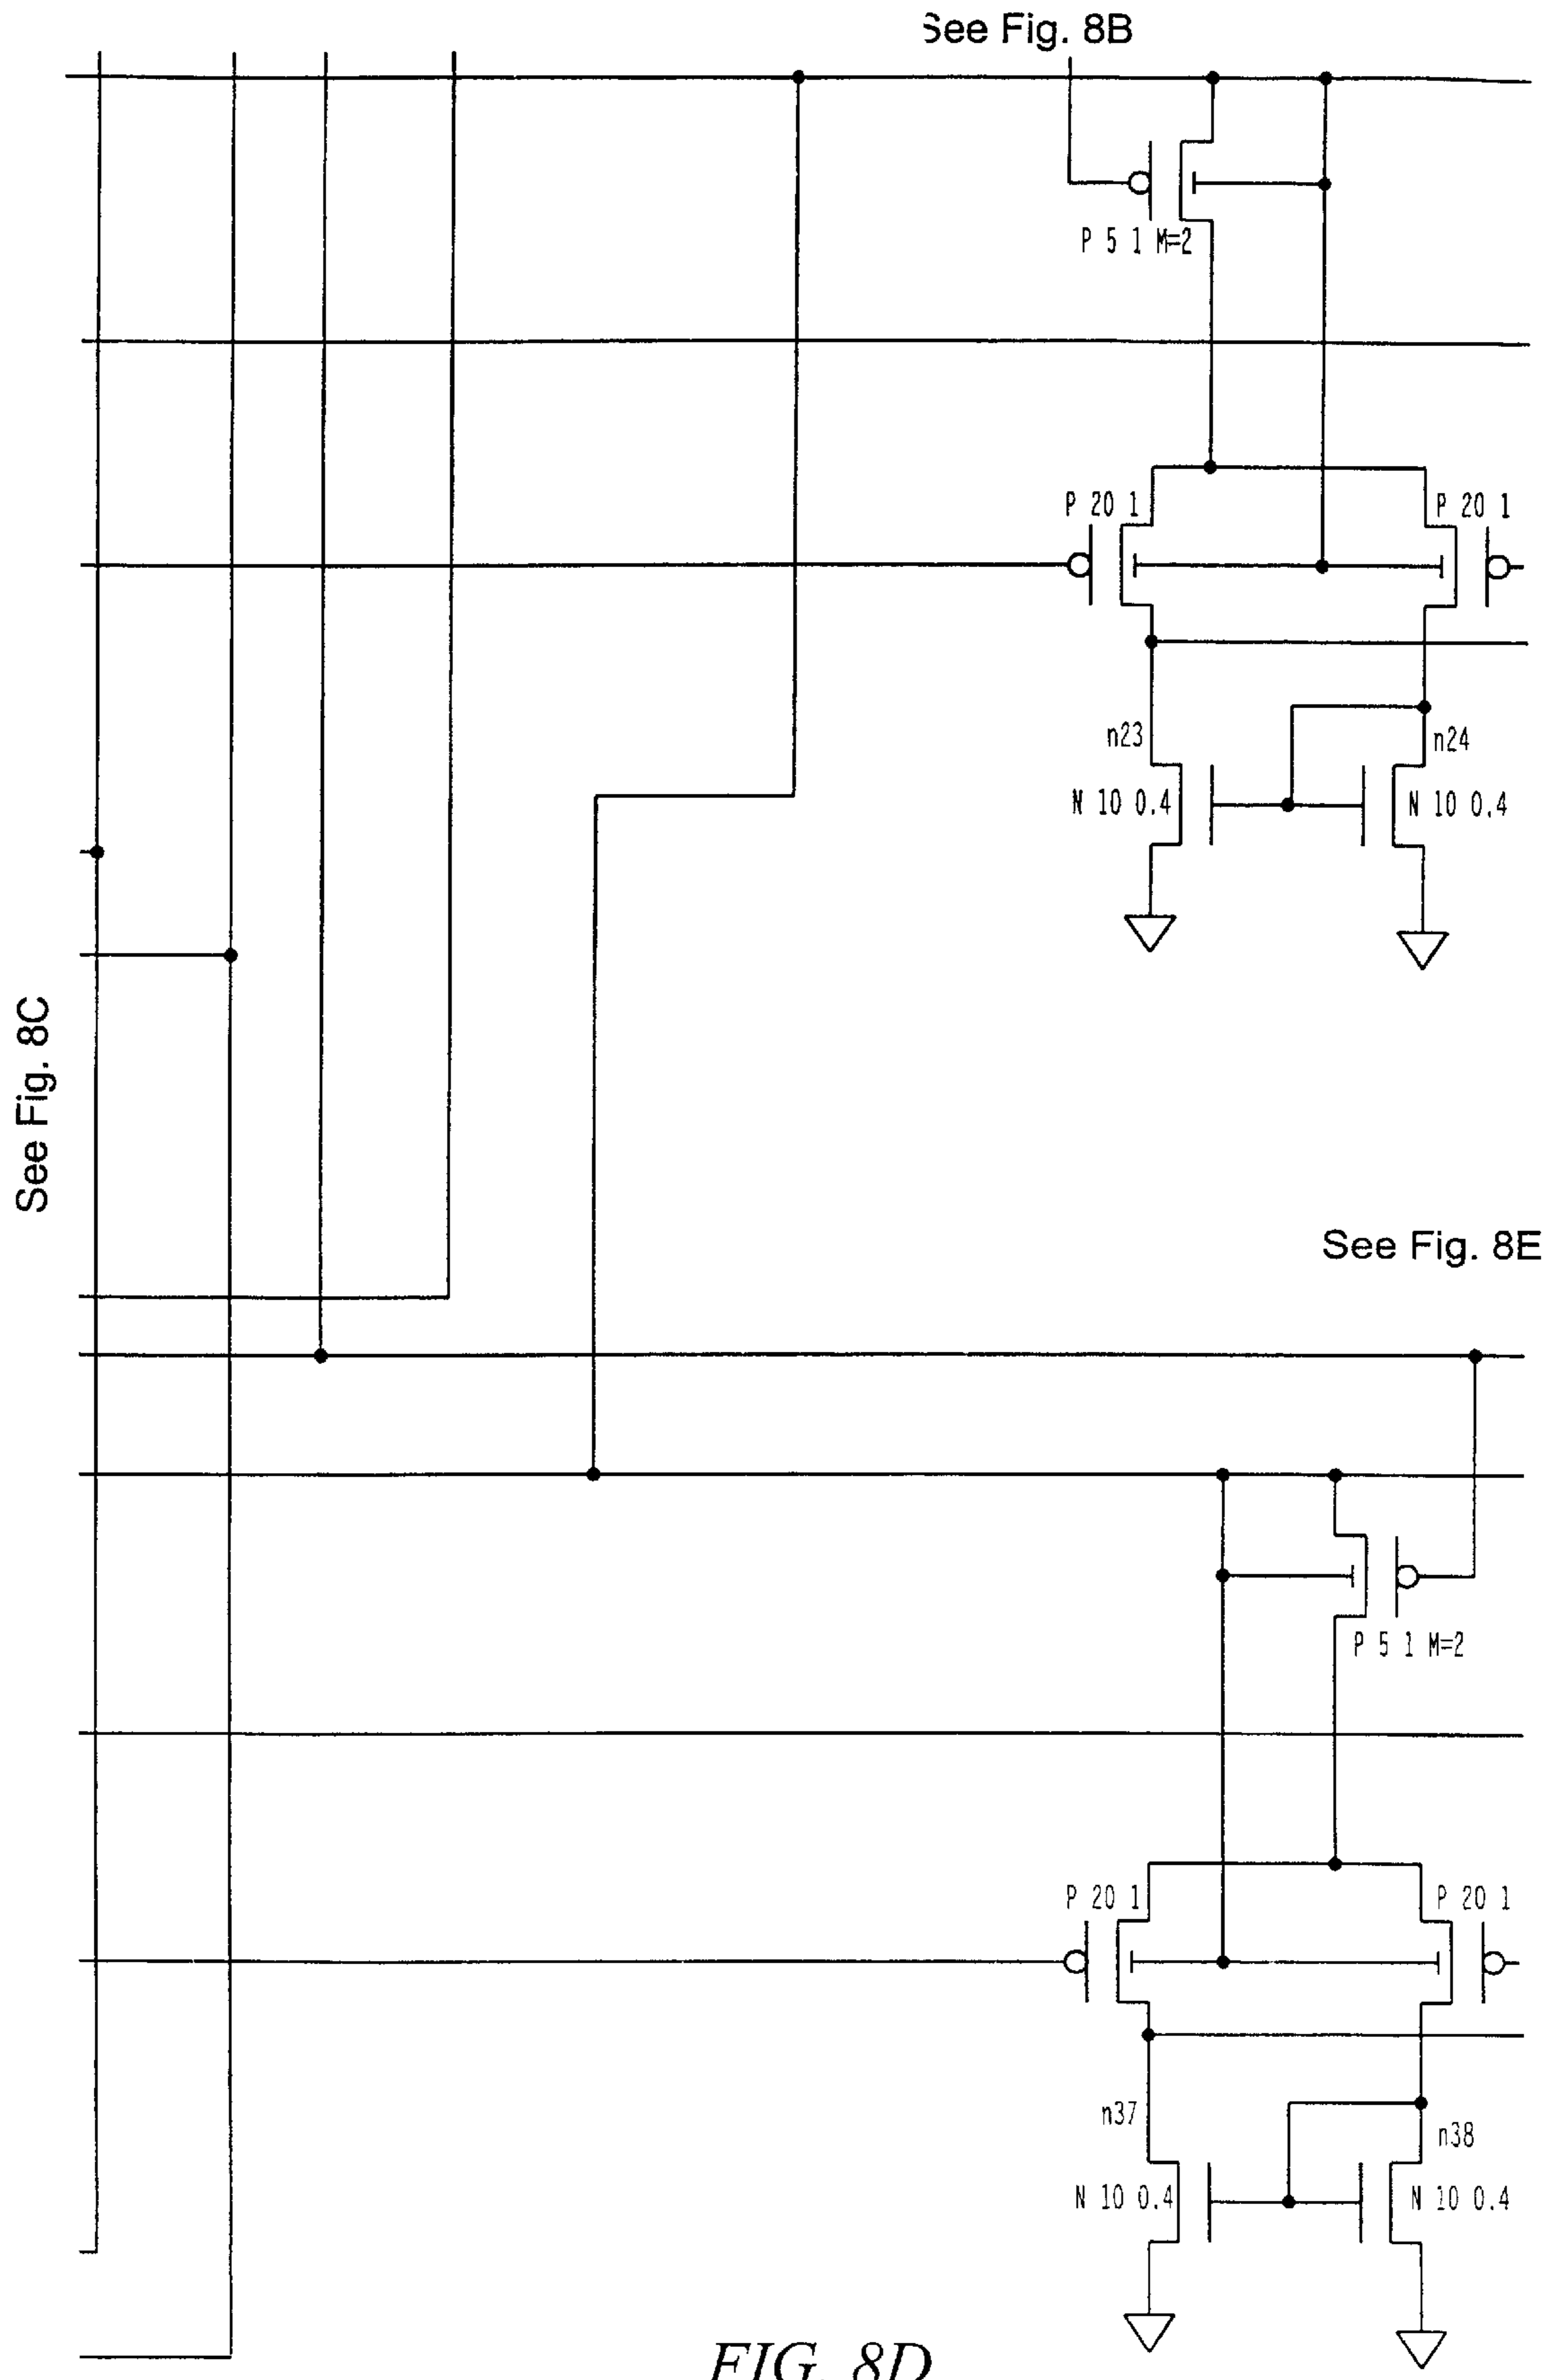 See Fig. 8B
P 5 1 M=2
P 20 1
P 20 1
n23
n24
N 10 0.4
N 10 0.4
See Fig. 8C
See Fig. 8E
P 5 1 M=2
P 20 1
P 20 1
n37
n38
N 10 0.4
N 10 0.4
FIG. 8D